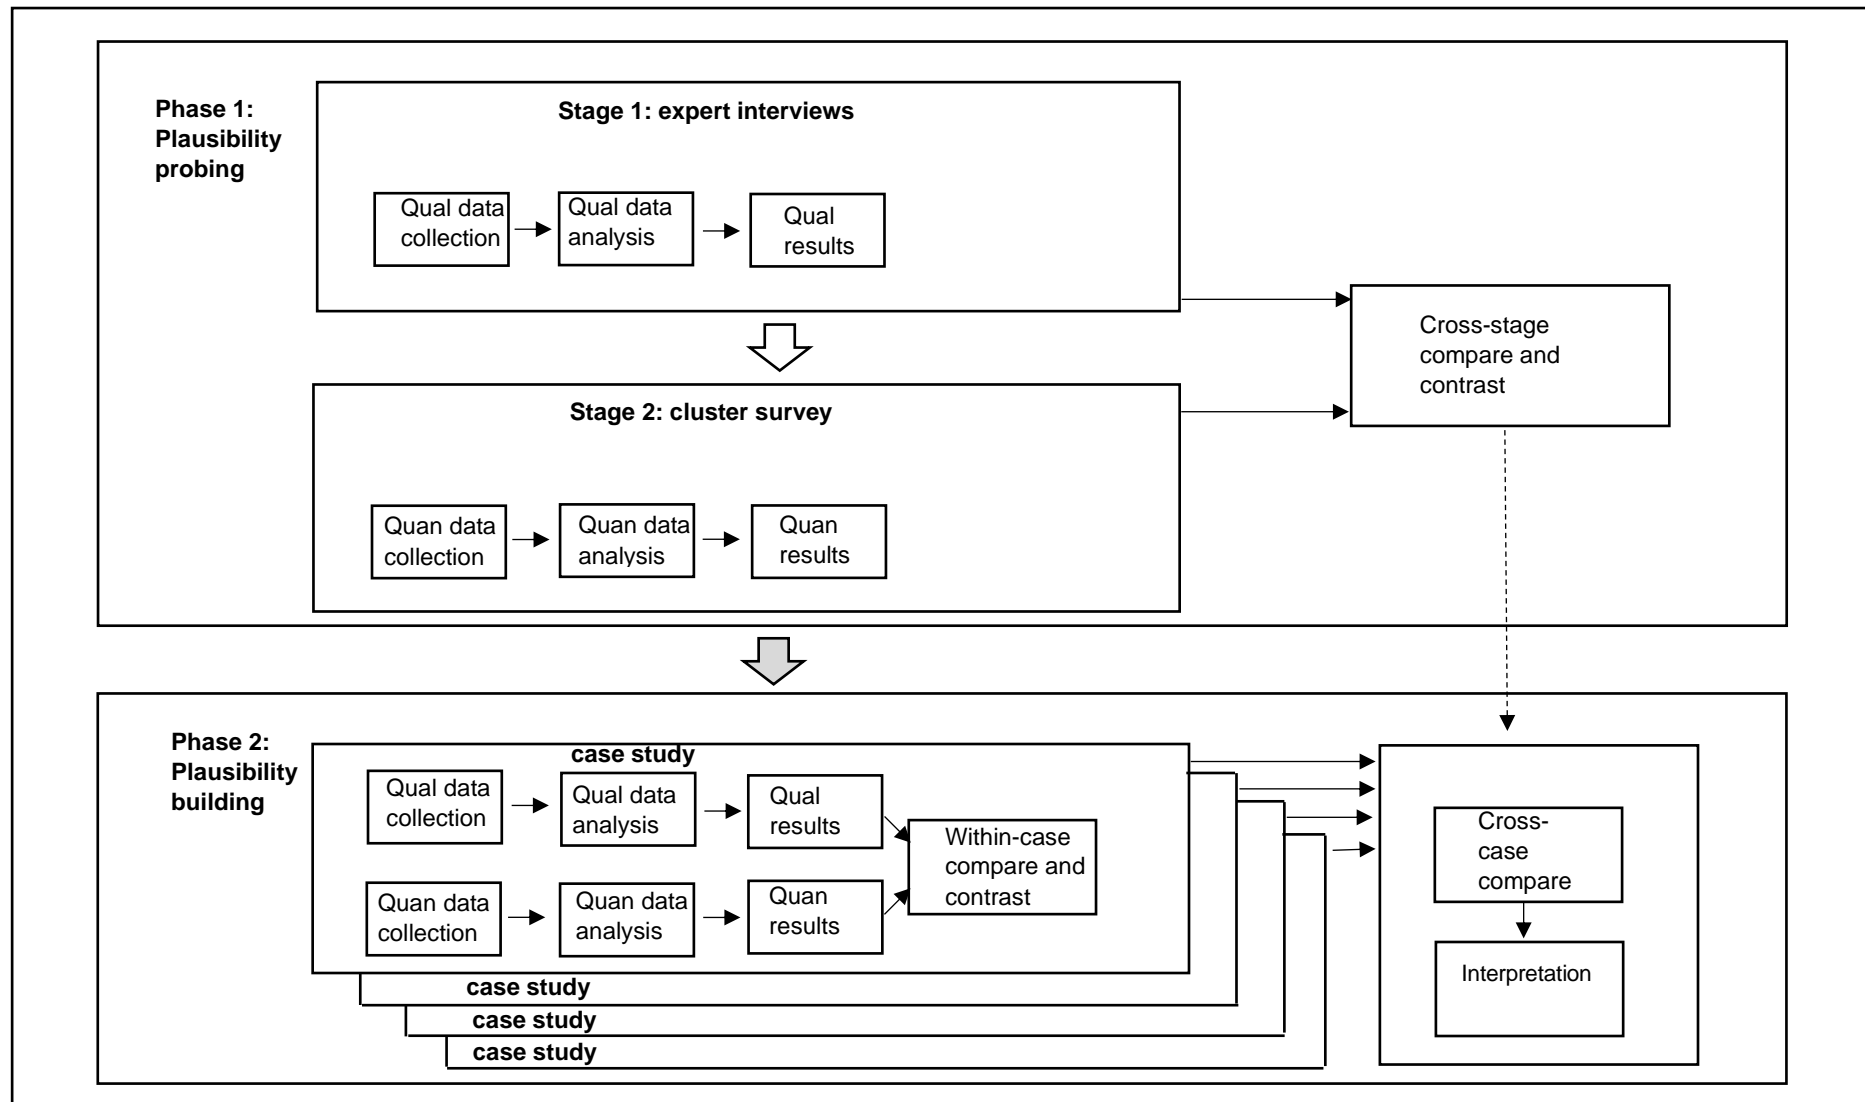 Phase 1:
Plausibility
probing
Stage 1: expert interviews
Qual data
collection
Qual data
analysis
Qual
results
Cross-stage
compare and
contrast
Stage 2: cluster survey
Quan data
collection
Quan data
analysis
Quan
results
Phase 2:
Plausibility
building
case study
Qual data
collection
Qual data
analysis
Qual
results
Within-case
compare and
contrast
Quan data
collection
Quan data
analysis
Quan
results
case study
case study
case study
Cross-
case
compare
Interpretation